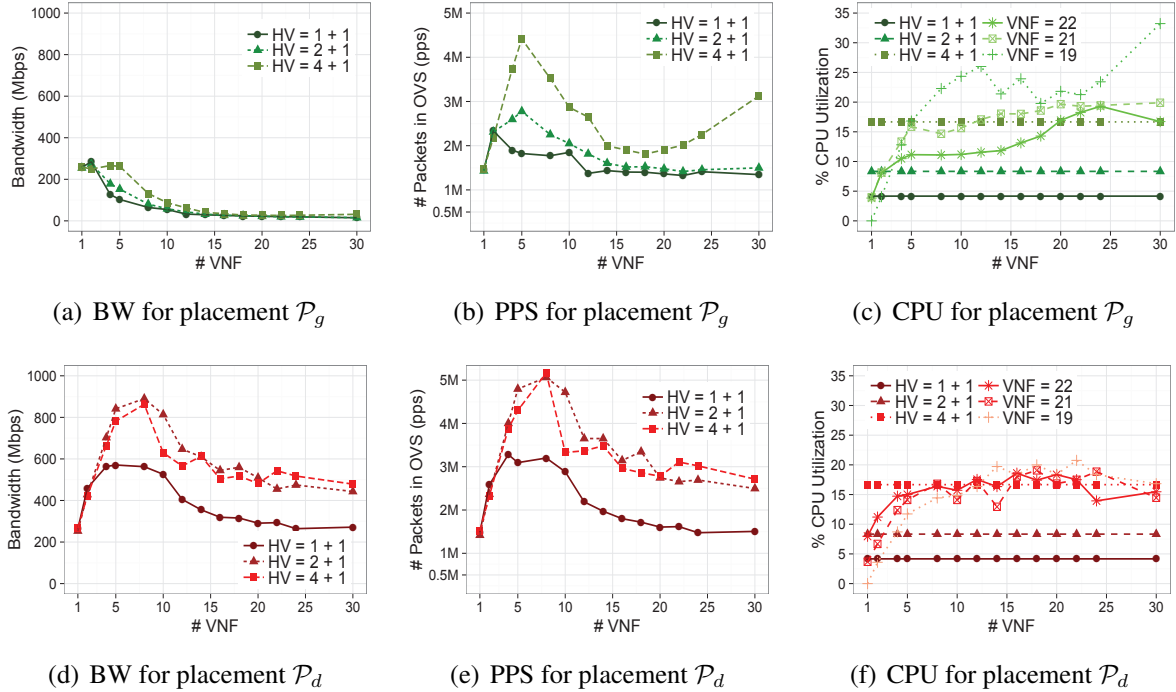 1000
800
600
400
200
0
Bandwidth (Mbps)
HV = 1 + 1
HV = 2 + 1
HV = 4 + 1
1 5 10 15 20 25 30
# VNF
(a) BW for placement 𝒫g
5M
4M
3M
2M
1M
0.5M
# Packets in OVS (pps)
HV = 1 + 1
HV = 2 + 1
HV = 4 + 1
1 5 10 15 20 25 30
# VNF
(b) PPS for placement 𝒫g
35
30
25
20
15
10
5
0
% CPU Utilization
HV = 1 + 1 VNF = 22
HV = 2 + 1 VNF = 21
HV = 4 + 1 VNF = 19
1 5 10 15 20 25 30
# VNF
(c) CPU for placement 𝒫g
1000
800
600
400
200
0
Bandwidth (Mbps)
HV = 1 + 1
HV = 2 + 1
HV = 4 + 1
1 5 10 15 20 25 30
# VNF
(d) BW for placement 𝒫d
5M
4M
3M
2M
1M
0.5M
# Packets in OVS (pps)
HV = 1 + 1
HV = 2 + 1
HV = 4 + 1
1 5 10 15 20 25 30
# VNF
(e) PPS for placement 𝒫d
35
30
25
20
15
10
5
0
% CPU Utilization
HV = 1 + 1 VNF = 22
HV = 2 + 1 VNF = 21
HV = 4 + 1 VNF = 19
1 5 10 15 20 25 30
# VNF
(f) CPU for placement 𝒫d